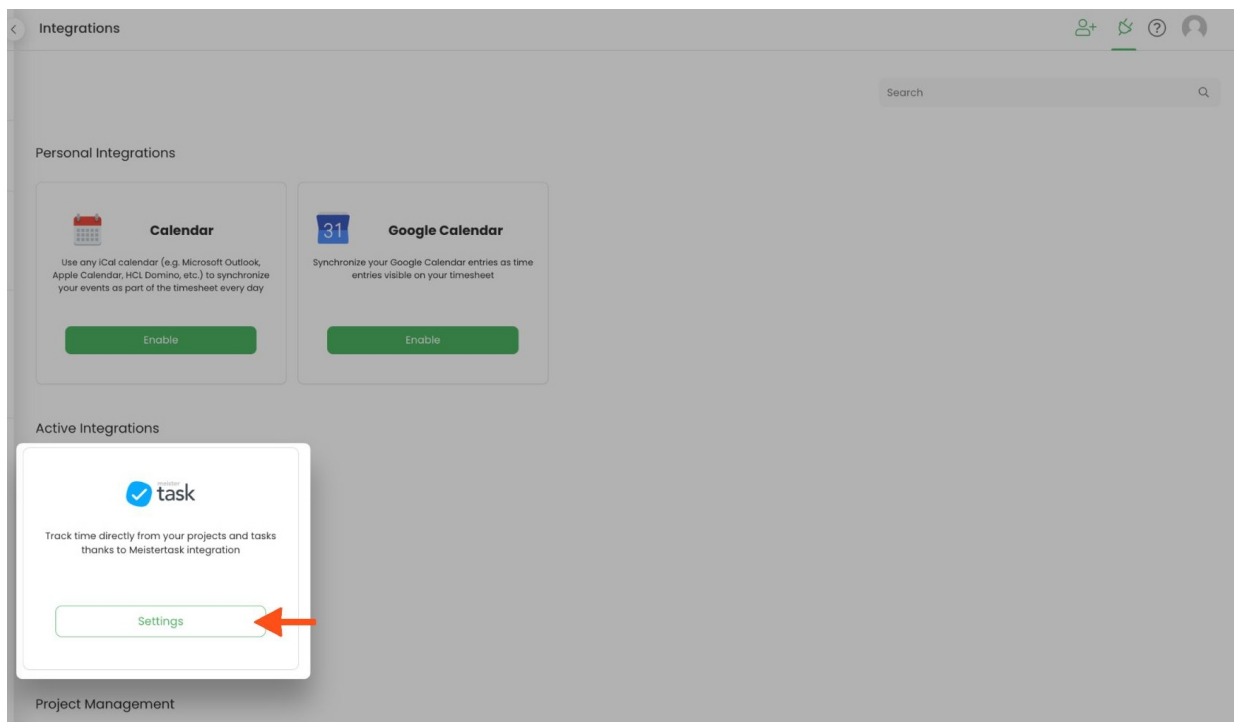 Integrations
Search
Personal Integrations
31
Calendar
Use any iCal calendar (e.g. Microsoft Outlook,
Apple Calendar, HCL Domino, etc.) to synchronize
your events as part of the timesheet every day
Enable
Google Calendar
Synchronize your Google Calendar entries as time
entries visible on your timesheet
Enable
Active Integrations
meister
task
Track time directly from your projects and tasks
thanks to Meistertask integration
Settings
Project Management